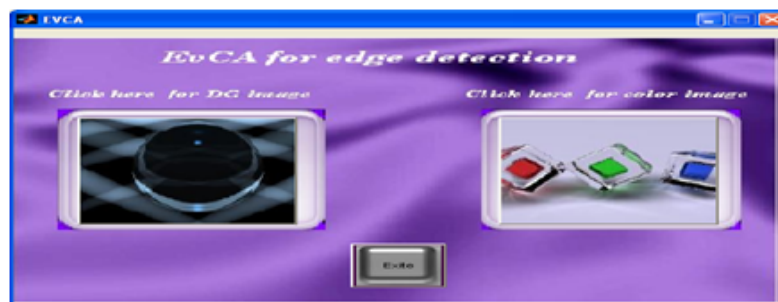 EVCA
EvCA for edge detection
Click here for DG Image
Click here for color image
Exite